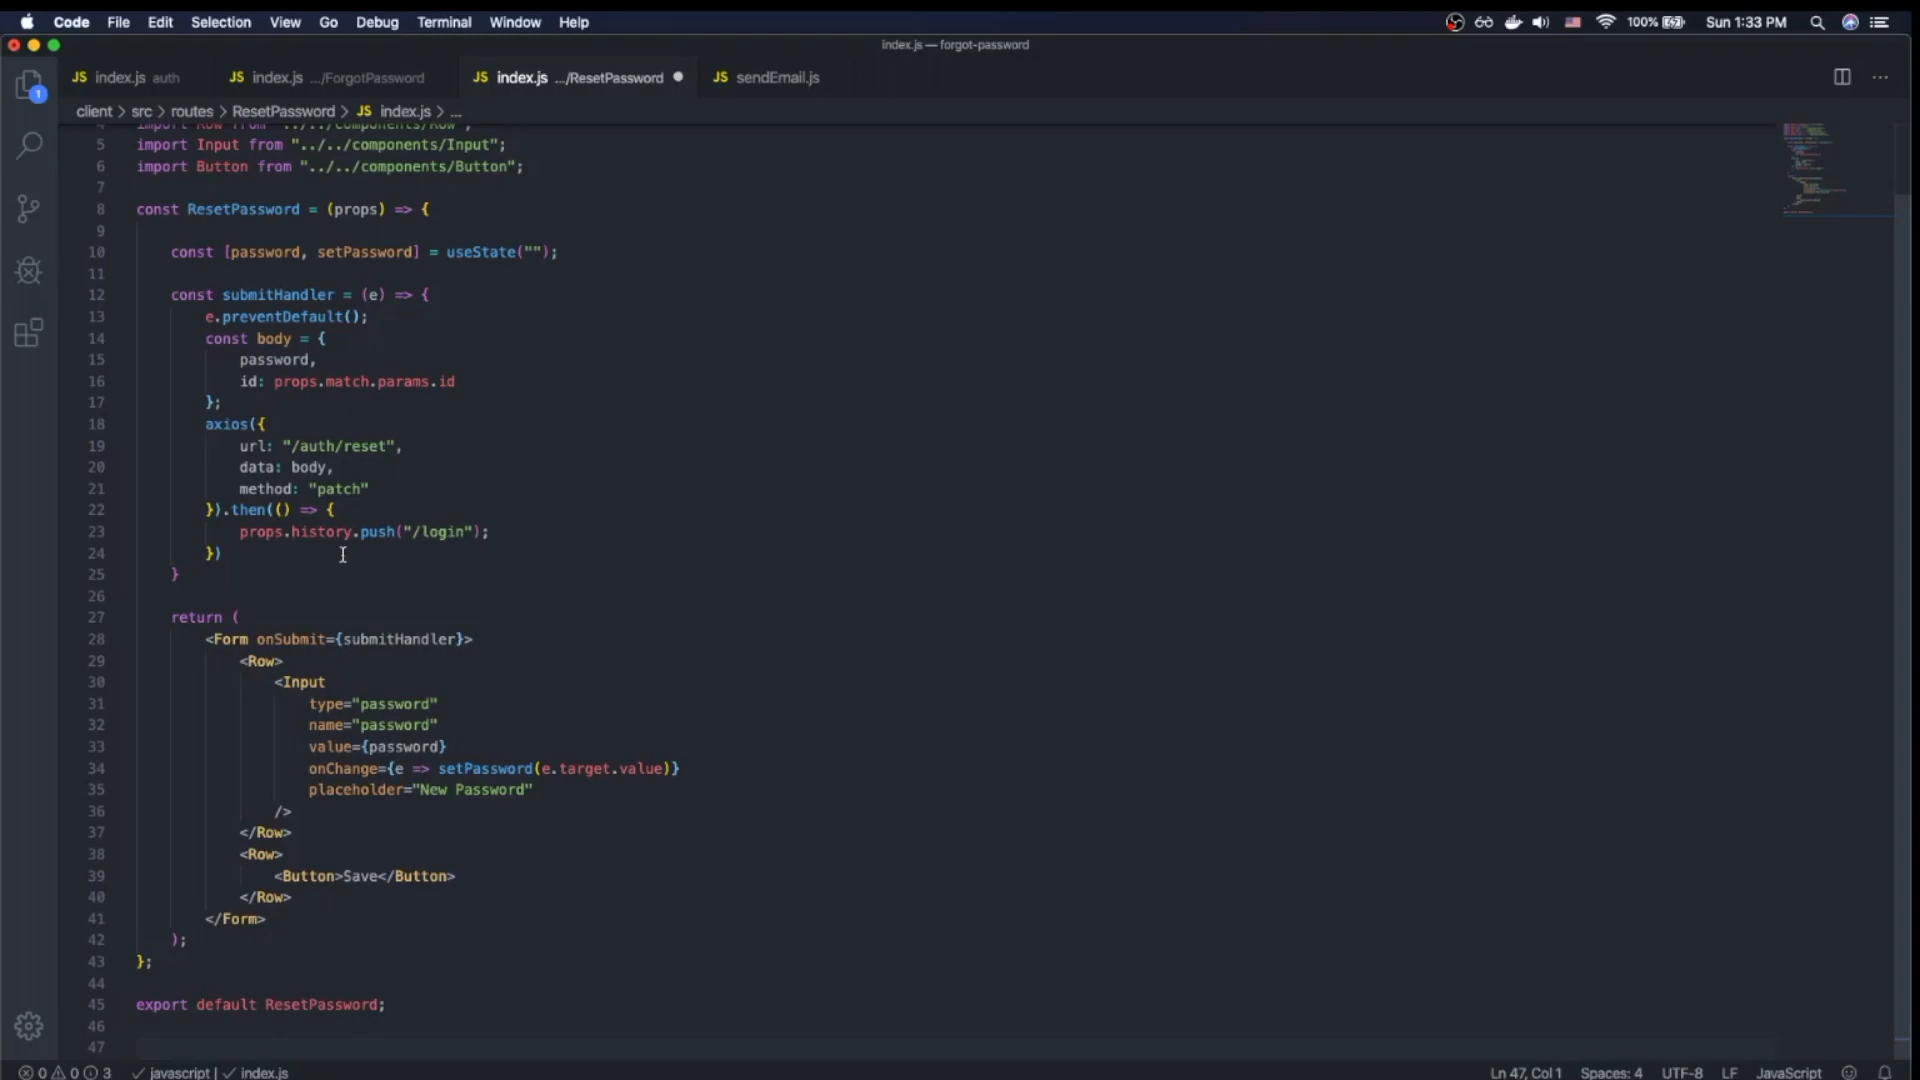 Code File Edit Selection View Go Debug Terminal Window Help 100% Sun 1:33 PM
index.js — forgot-password
JS index.js auth JS index.js .../ForgotPassword JS index.js .../ResetPassword JS sendEmail.js
1
client > src > routes > ResetPassword > JS index.js > ...
4 import Row from "../../components/Row";
5 import Input from "../../components/Input";
6 import Button from "../../components/Button";
7
8 const ResetPassword = (props) => {
9
10 const [password, setPassword] = useState("");
11
12 const submitHandler = (e) => {
13 e.preventDefault();
14 const body = {
15 password,
16 id: props.match.params.id
17 };
18 axios({
19 url: "/auth/reset",
20 data: body,
21 method: "patch"
22 }).then(() => {
23 props.history.push("/login");
24 })
25 }
26
27 return (
28 <Form onSubmit={submitHandler}>
29 <Row>
30 <Input
31 type="password"
32 name="password"
33 value={password}
34 onChange={e => setPassword(e.target.value)}
35 placeholder="New Password"
36 />
37 </Row>
38 <Row>
39 <Button>Save</Button>
40 </Row>
41 </Form>
42 );
43 };
44
45 export default ResetPassword;
46
47
0 0 3 javascript | index.js Ln 47, Col 1 Spaces: 4 UTF-8 LF JavaScript